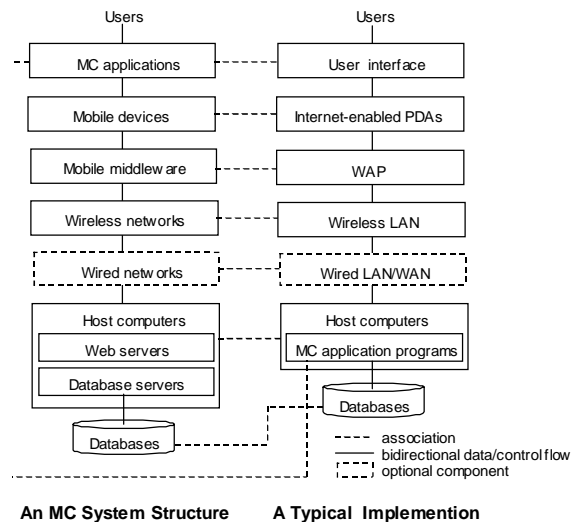 Users
MC applications
Mobile devices
Mobile middleware
Wireless networks
Wired networks
Host computers
Web servers
Database servers
Databases
An MC System Structure
Users
User interface
Internet-enabled PDAs
WAP
Wireless LAN
Wired LAN/WAN
Host computers
MC application programs
Databases
association
bidirectional data/control flow
optional component
A Typical Implemention